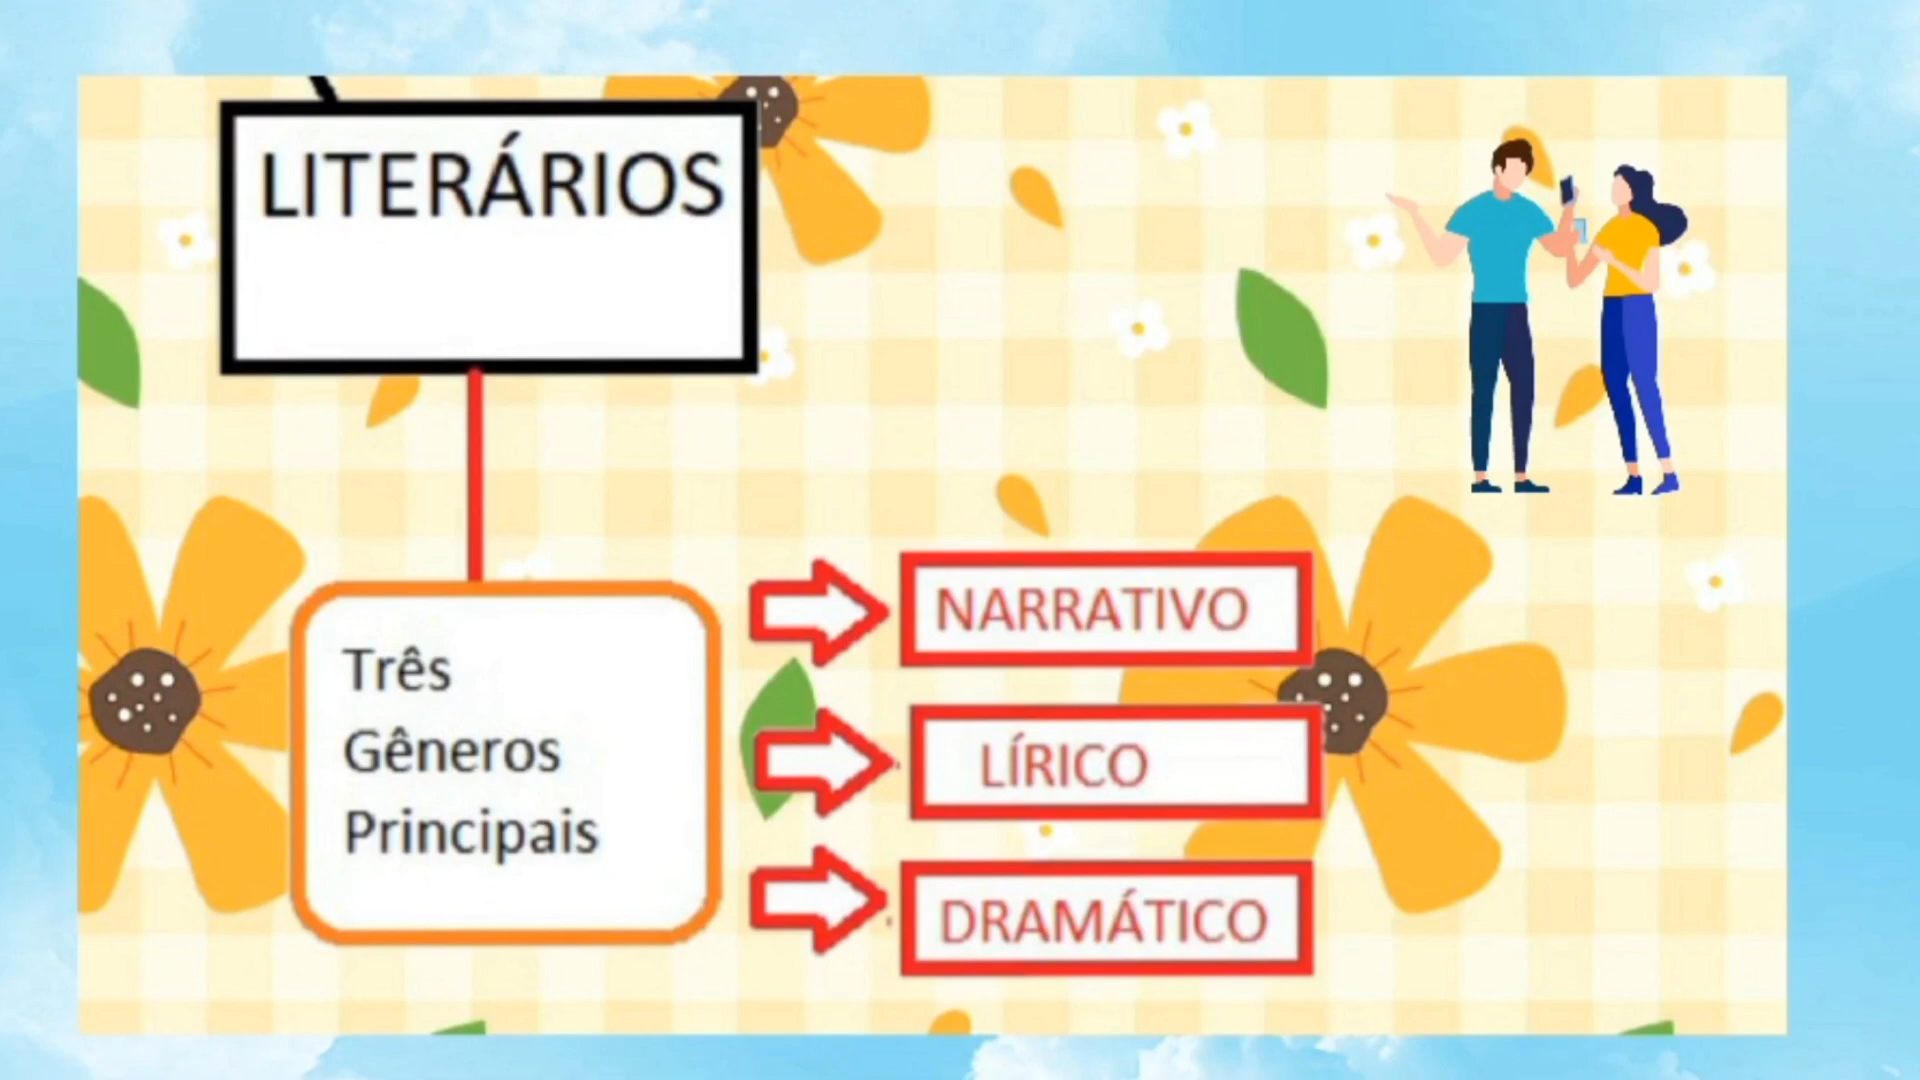 LITERÁRIOS
Três
Gêneros
Principais
NARRATIVO
LÍRICO
DRAMÁTICO